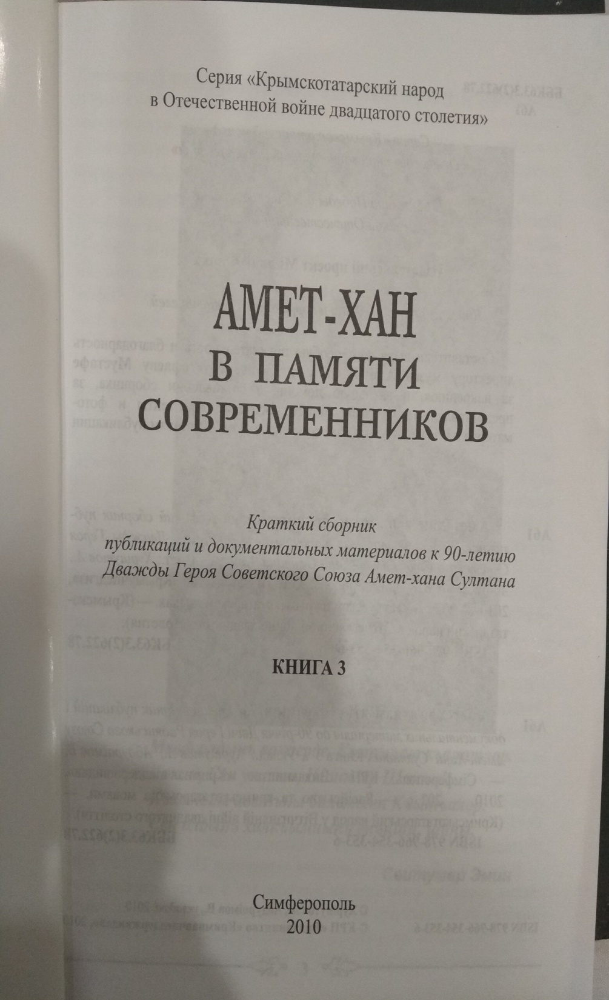 Серия «Крымскотатарский народ
в Отечественной войне двадцатого столетия»
АМЕТ-ХАН
В ПАМЯТИ
СОВРЕМЕННИКОВ
Краткий сборник
публикаций и документальных материалов к 90-летию
Дважды Героя Советского Союза Амет-хана Султана
КНИГА 3
Симферополь
2010